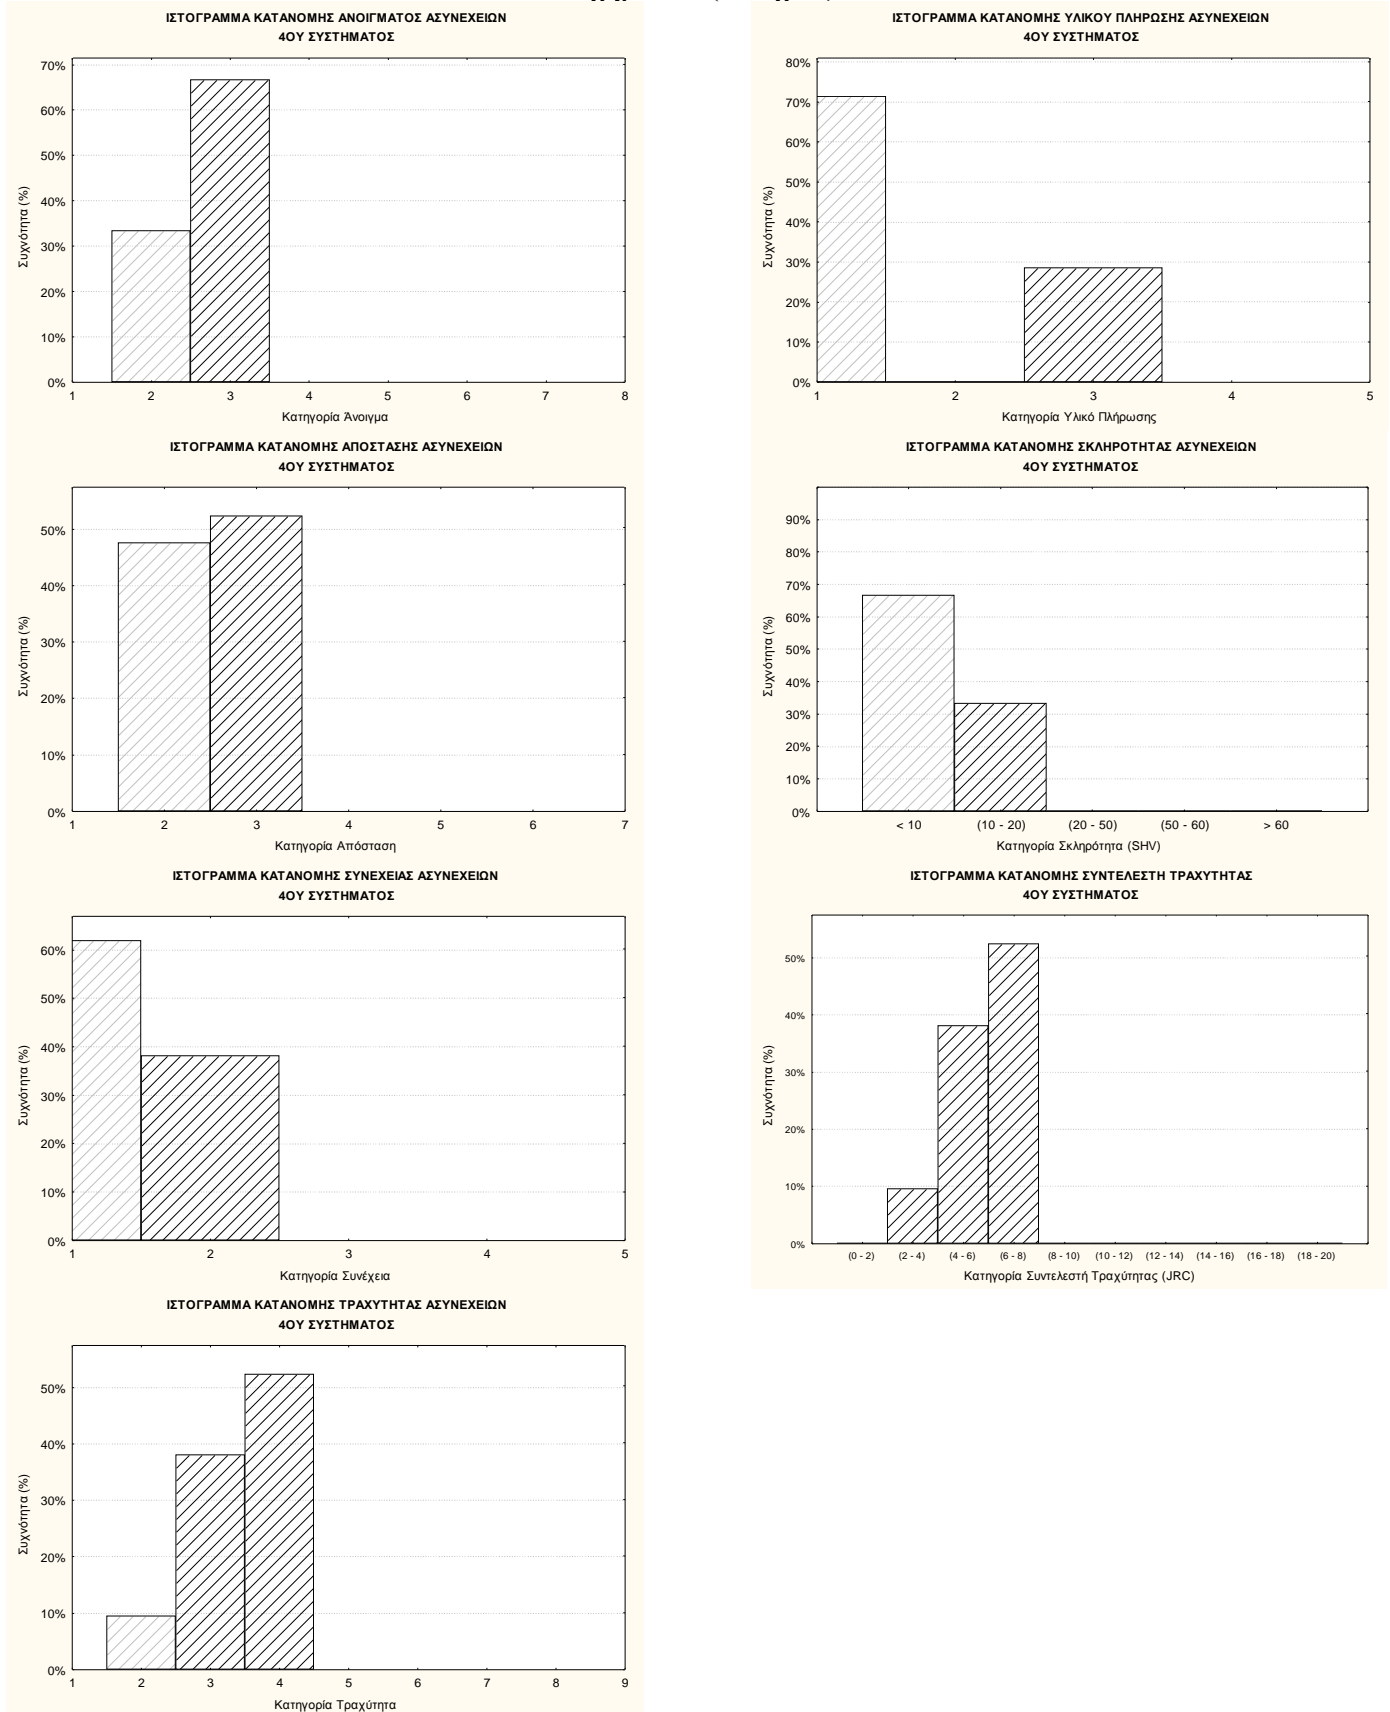 ΙΣΤΟΓΡΑΜΜΑ ΚΑΤΑΝΟΜΗΣ ΑΝΟΙΓΜΑΤΟΣ ΑΣΥΝΕΧΕΙΩΝ
4ΟΥ ΣΥΣΤΗΜΑΤΟΣ
70%
60%
50%
40%
30%
20%
10%
0%
Συχνότητα (%)
1 2 3 4 5 6 7 8
Κατηγορία Άνοιγμα
ΙΣΤΟΓΡΑΜΜΑ ΚΑΤΑΝΟΜΗΣ ΥΛΙΚΟΥ ΠΛΗΡΩΣΗΣ ΑΣΥΝΕΧΕΙΩΝ
4ΟΥ ΣΥΣΤΗΜΑΤΟΣ
80%
70%
60%
50%
40%
30%
20%
10%
0%
Συχνότητα (%)
1 2 3 4 5
Κατηγορία Υλικό Πλήρωσης
ΙΣΤΟΓΡΑΜΜΑ ΚΑΤΑΝΟΜΗΣ ΑΠΟΣΤΑΣΗΣ ΑΣΥΝΕΧΕΙΩΝ
4ΟΥ ΣΥΣΤΗΜΑΤΟΣ
50%
40%
30%
20%
10%
0%
Συχνότητα (%)
1 2 3 4 5 6 7
Κατηγορία Απόσταση
ΙΣΤΟΓΡΑΜΜΑ ΚΑΤΑΝΟΜΗΣ ΣΚΛΗΡΟΤΗΤΑΣ ΑΣΥΝΕΧΕΙΩΝ
4ΟΥ ΣΥΣΤΗΜΑΤΟΣ
90%
80%
70%
60%
50%
40%
30%
20%
10%
0%
Συχνότητα (%)
< 10 (10 - 20) (20 - 50) (50 - 60) > 60
Κατηγορία Σκληρότητα (SHV)
ΙΣΤΟΓΡΑΜΜΑ ΚΑΤΑΝΟΜΗΣ ΣΥΝΕΧΕΙΑΣ ΑΣΥΝΕΧΕΙΩΝ
4ΟΥ ΣΥΣΤΗΜΑΤΟΣ
60%
50%
40%
30%
20%
10%
0%
Συχνότητα (%)
1 2 3 4 5
Κατηγορία Συνέχεια
ΙΣΤΟΓΡΑΜΜΑ ΚΑΤΑΝΟΜΗΣ ΣΥΝΤΕΛΕΣΤΗ ΤΡΑΧΥΤΗΤΑΣ
4ΟΥ ΣΥΣΤΗΜΑΤΟΣ
50%
40%
30%
20%
10%
0%
Συχνότητα (%)
(0 - 2) (2 - 4) (4 - 6) (6 - 8) (8 - 10) (10 - 12) (12 - 14) (14 - 16) (16 - 18) (18 - 20)
Κατηγορία Συντελεστή Τραχύτητας (JRC)
ΙΣΤΟΓΡΑΜΜΑ ΚΑΤΑΝΟΜΗΣ ΤΡΑΧΥΤΗΤΑΣ ΑΣΥΝΕΧΕΙΩΝ
4ΟΥ ΣΥΣΤΗΜΑΤΟΣ
50%
40%
30%
20%
10%
0%
Συχνότητα (%)
1 2 3 4 5 6 7 8 9
Κατηγορία Τραχύτητα